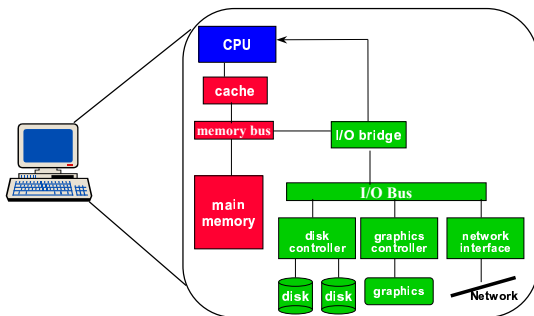 CPU
cache
memory bus
I/O bridge
main
memory
I/O Bus
disk
controller
graphics
controller
network
interface
disk
disk
graphics
Network